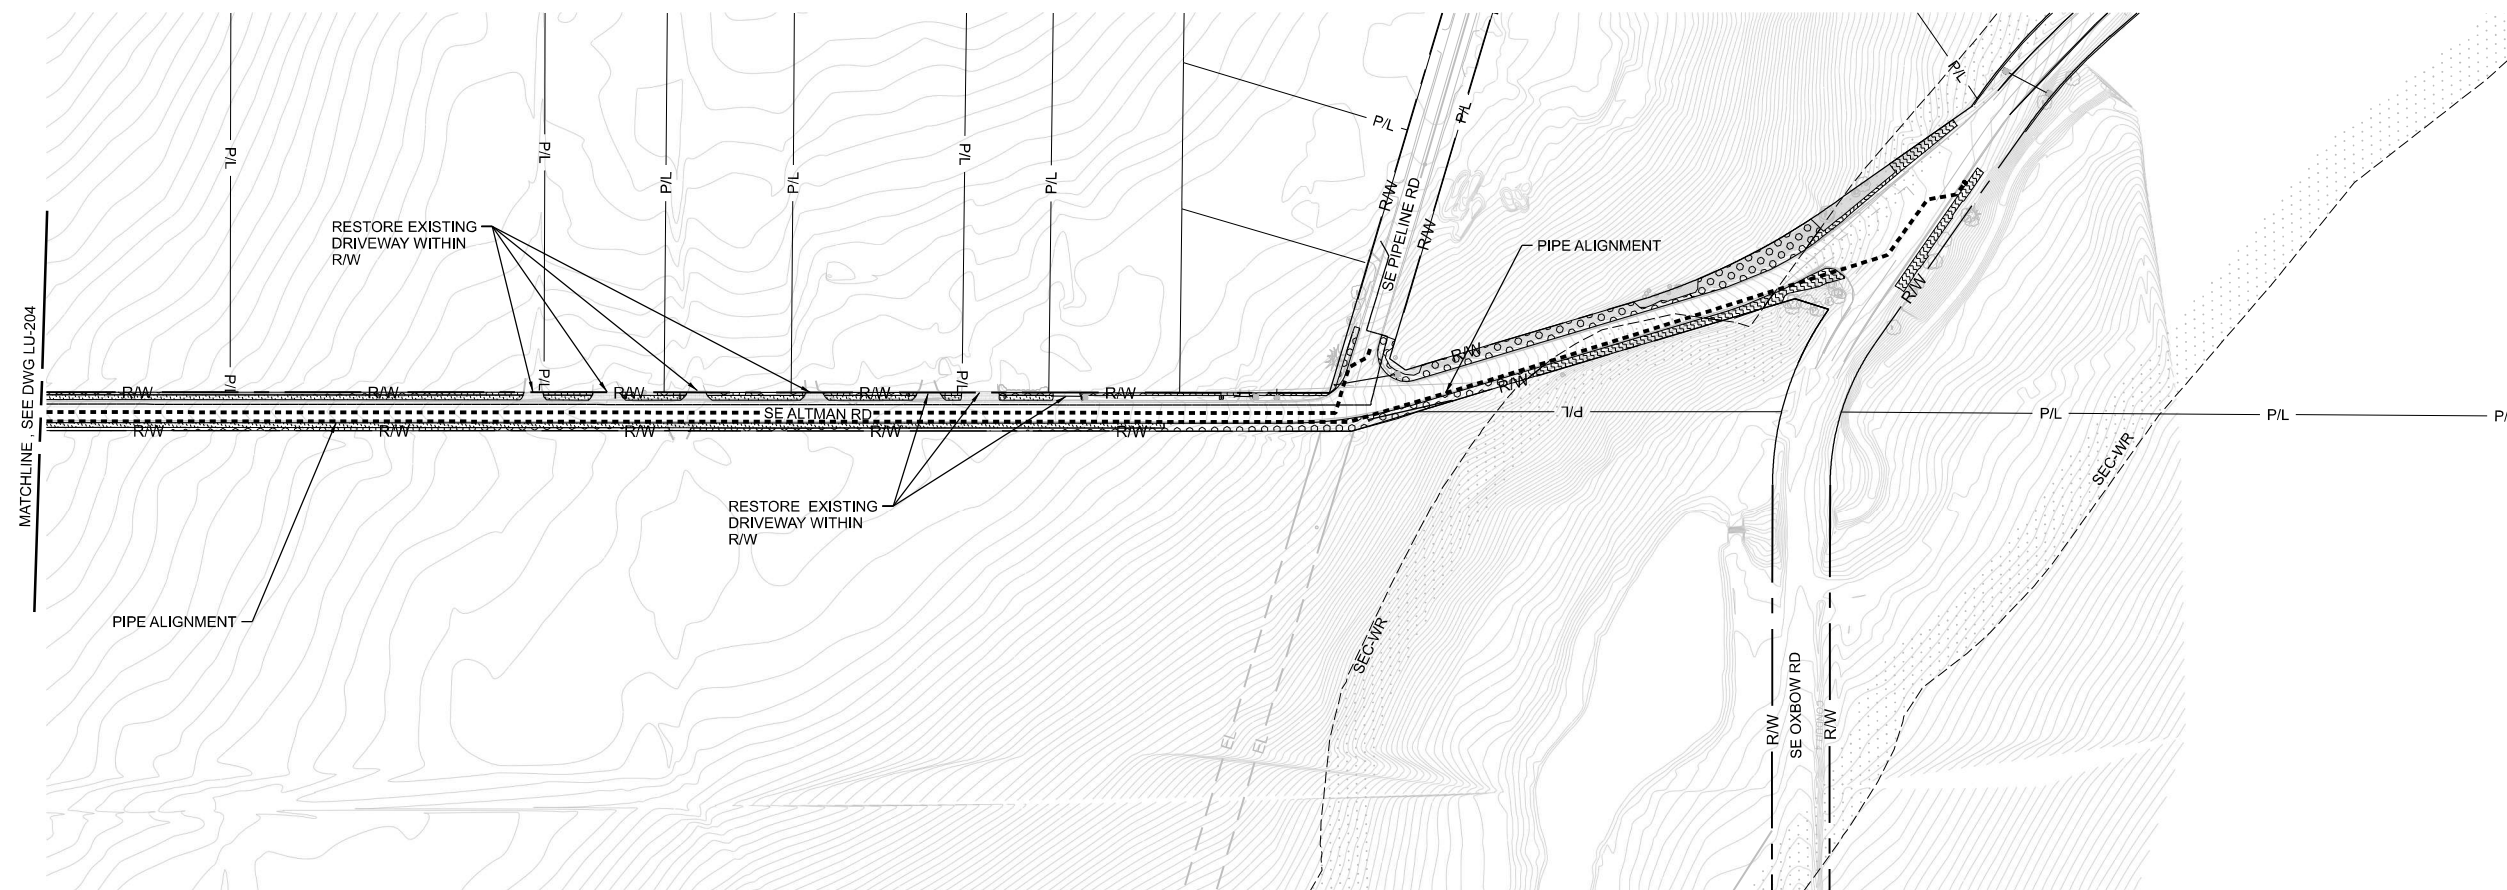 P/L
P/L
P/L
P/L
P/L
P/L
P/L
P/L
P/L
R/W
SE PIPELINE RD
R/W
RESTORE EXISTING
DRIVEWAY WITHIN
R/W
PIPE ALIGNMENT
R/W
MATCHLINE , SEE DWG LU-204
P/L
P/L
P/L
R/W
R/W
R/W
R/W
R/W
R/W
R/W
SE ALTMAN RD
P/L
P/L
P/L
P/
R/W
R/W
R/W
R/W
R/W
SEC-WR
RESTORE  EXISTING
DRIVEWAY WITHIN
R/W
PIPE ALIGNMENT
SEC-WR
EL
EL
R/W
SE OXBOW RD
R/W